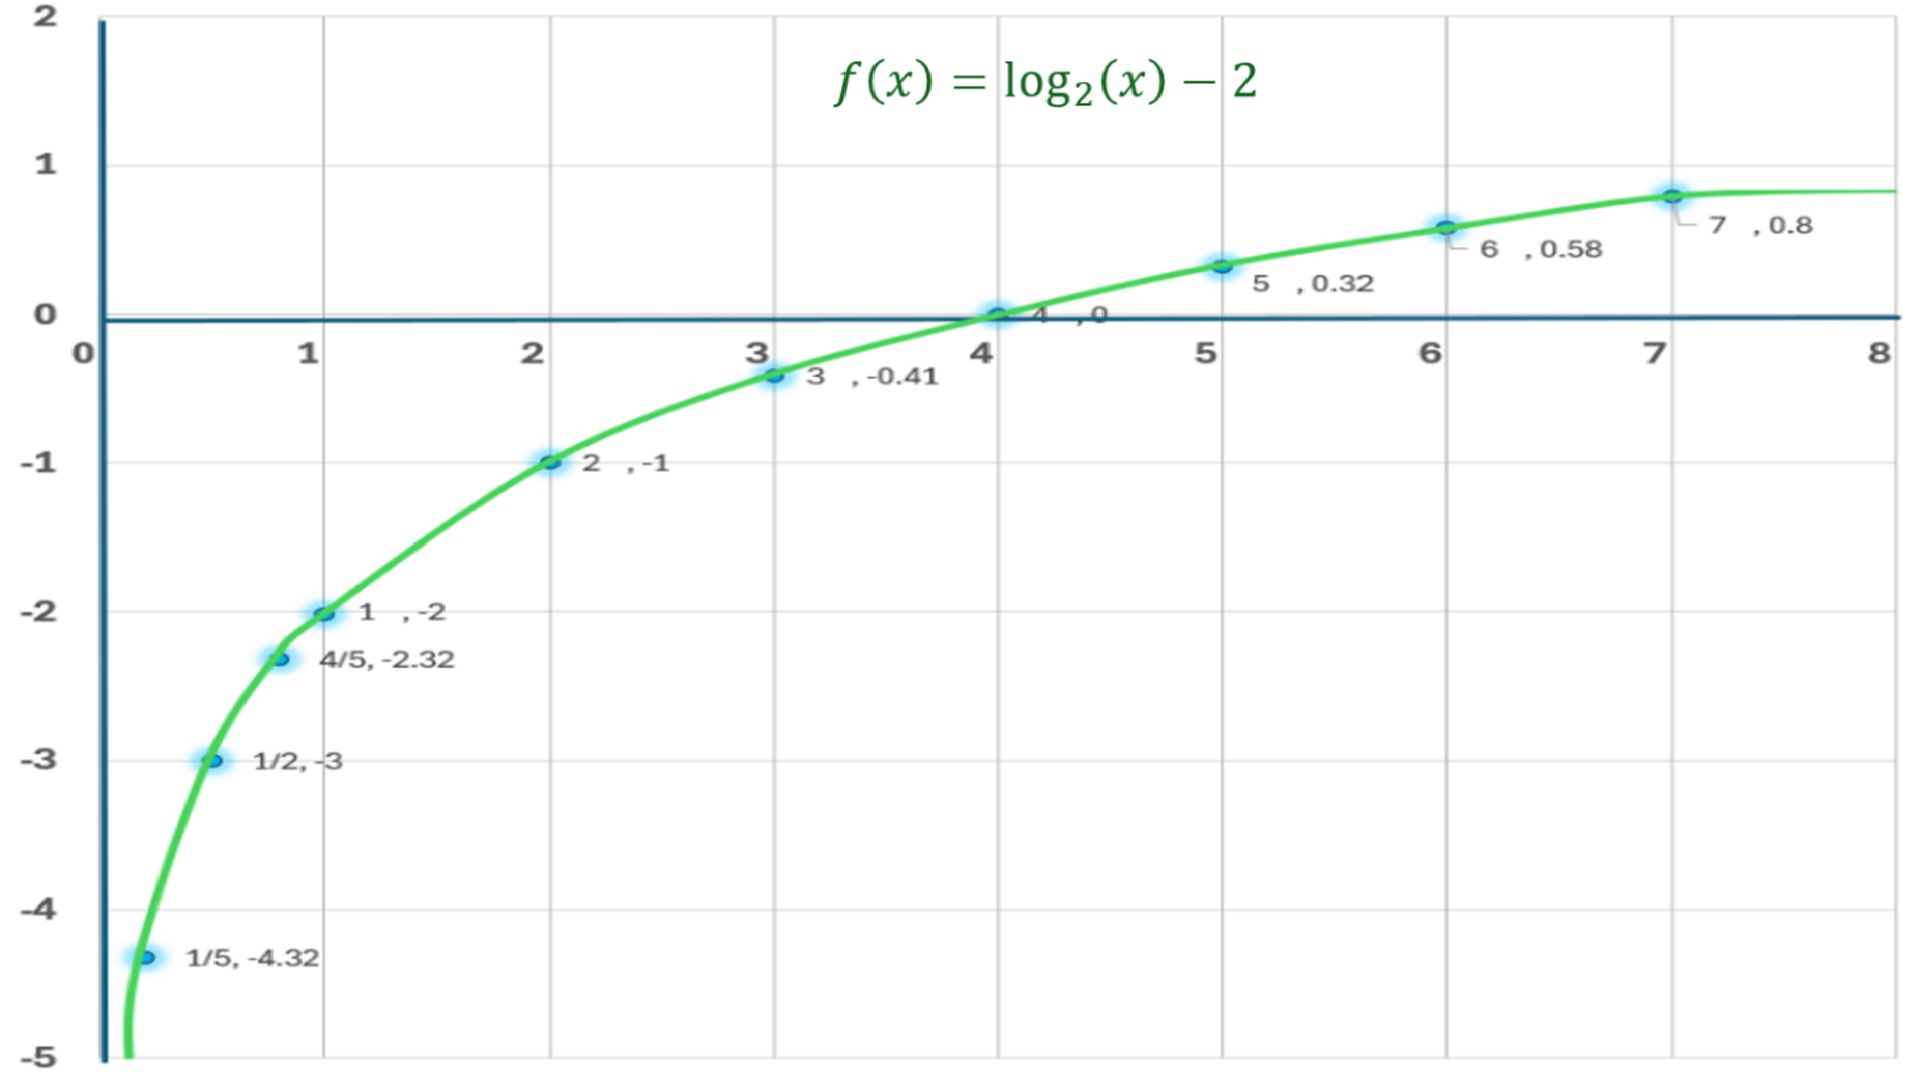 2
f(x) = log₂(x) − 2
1
7 , 0.8
6 , 0.58
5 , 0.32
0
4 , 0
0 1 2 3 4 5 6 7 8
3 , -0.41
-1
2 , -1
-2
1 , -2
4/5, -2.32
-3
1/2, -3
-4
1/5, -4.32
-5